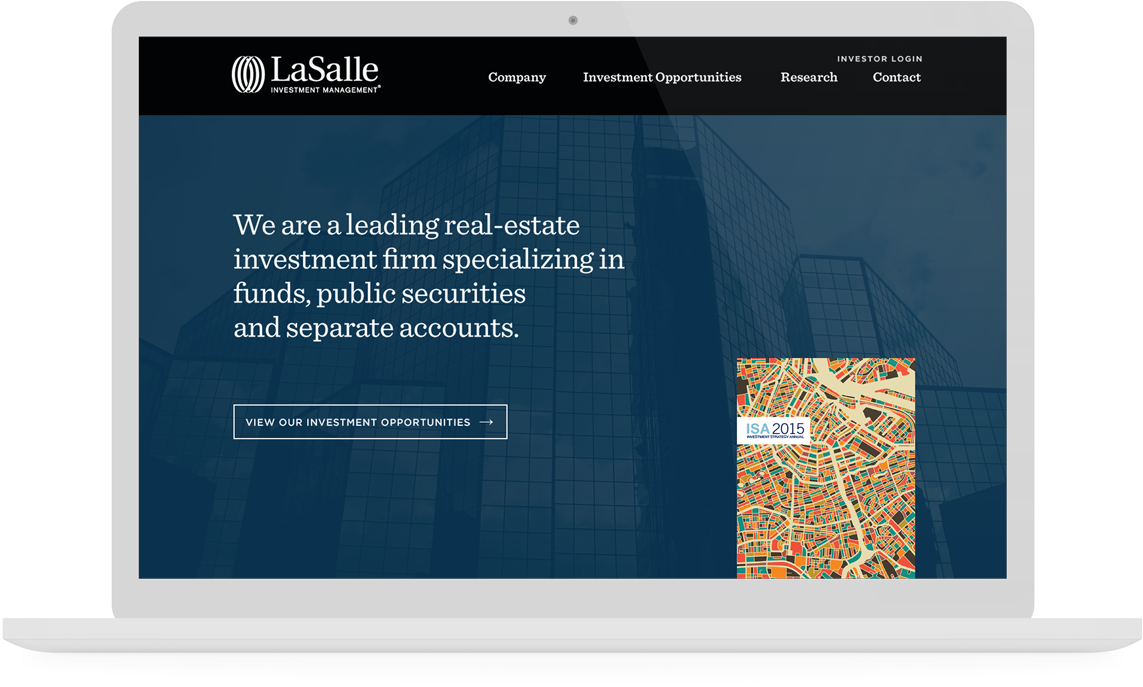 LaSalle
INVESTMENT MANAGEMENT®
INVESTOR LOGIN
Company
Investment Opportunities
Research
Contact
We are a leading real-estate
investment firm specializing in
funds, public securities
and separate accounts.
VIEW OUR INVESTMENT OPPORTUNITIES →
ISA 2015
INVESTMENT STRATEGY ANNUAL